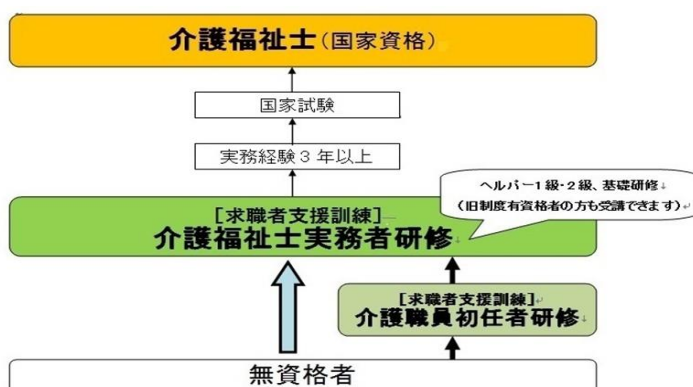 介護福祉士(国家資格)
国家試験
実務経験３年以上
ヘルパー1級・2級、基礎研修↓
(旧制度有資格者の方も受講できます)↵
[求職者支援訓練]
介護福祉士実務者研修↓
[求職者支援訓練]↵
介護職員初任者研修↓
無資格者